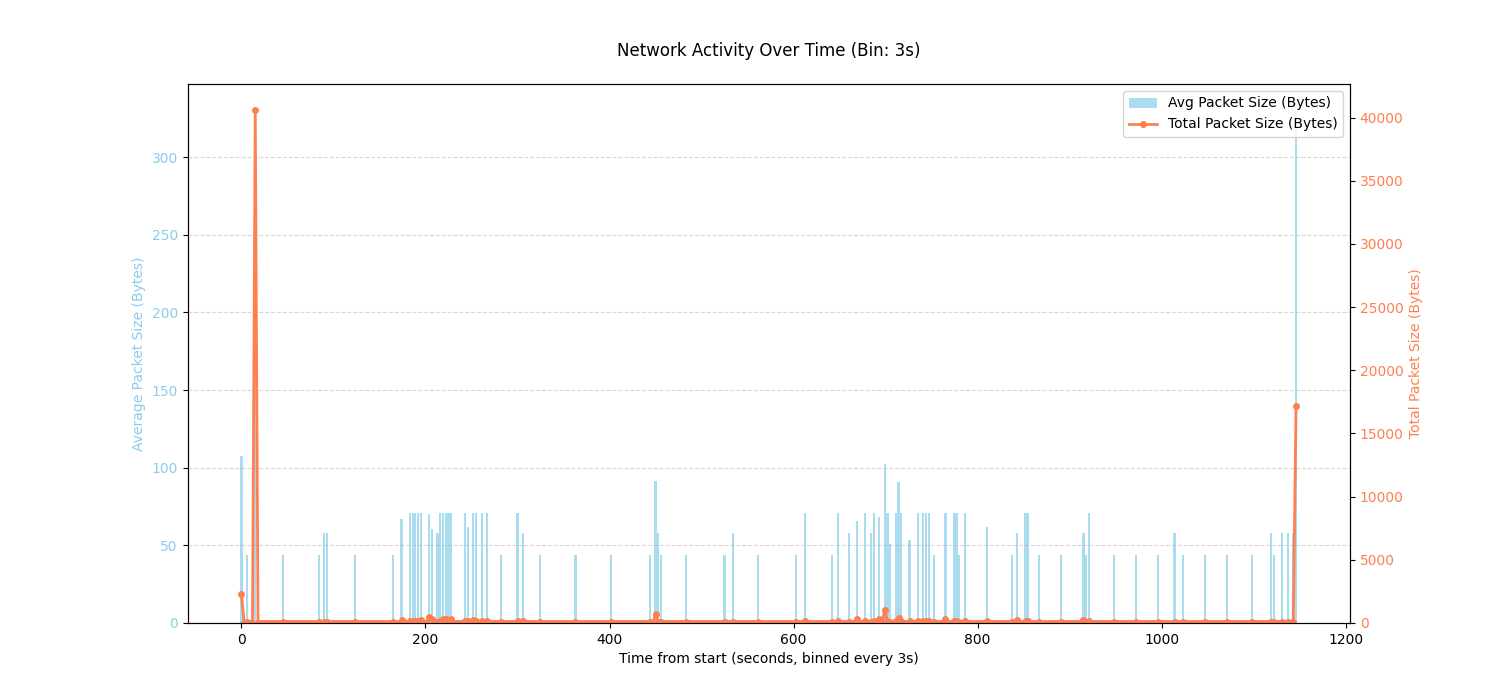 Network Activity Over Time (Bin: 3s)
Avg Packet Size (Bytes)
Total Packet Size (Bytes)
Average Packet Size (Bytes)
300
250
200
150
100
50
0
40000
35000
30000
25000
20000
15000
10000
5000
0
Total Packet Size (Bytes)
0 200 400 600 800 1000 1200
Time from start (seconds, binned every 3s)